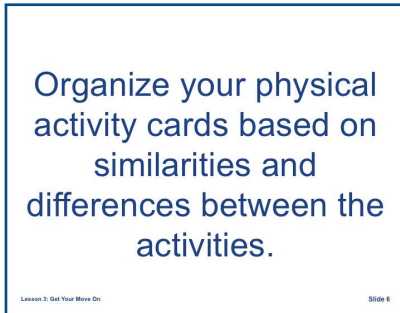 Organize your physical
activity cards based on
similarities and
differences between the
activities.
Lesson 3: Get Your Move On
Slide 6